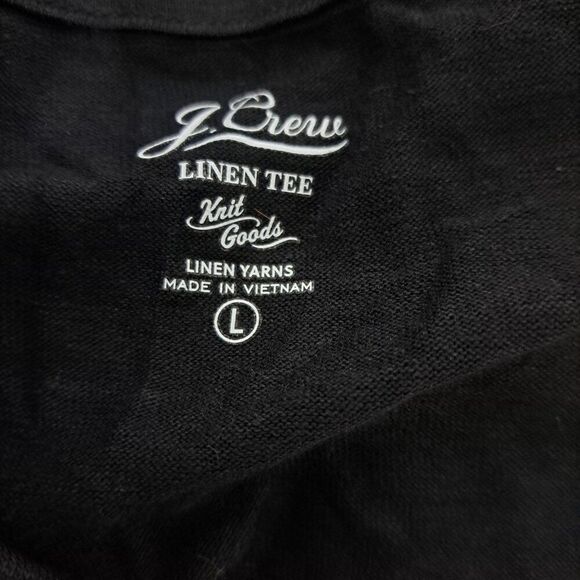 J. Crew
LINEN TEE
Knit
Goods
LINEN YARNS
MADE IN VIETNAM
L